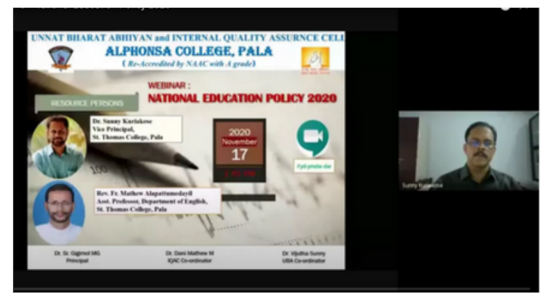 UNNAT BHARAT ABHIYAN and INTERNAL QUALITY ASSURNCE CELL
ALPHONSA COLLEGE, PALA
( Re-Accredited by NAAC with A grade)
WEBINAR :
NATIONAL EDUCATION POLICY 2020
RESOURCE PERSONS
Dr. Sunny Kuriakose
Vice Principal,
St. Thomas College, Pala
2020
November
17
Rev. Fr. Mathew Alapattumedayil
Asst. Professor, Department of English,
St. Thomas College, Pala
Dr. Sr.
MG
Principal
Dr. Dani Mathew M
IQAC Co-ordinator
Dr. Vijutha Sunny
UBA Co-ordinator
Sunny Kuriakose